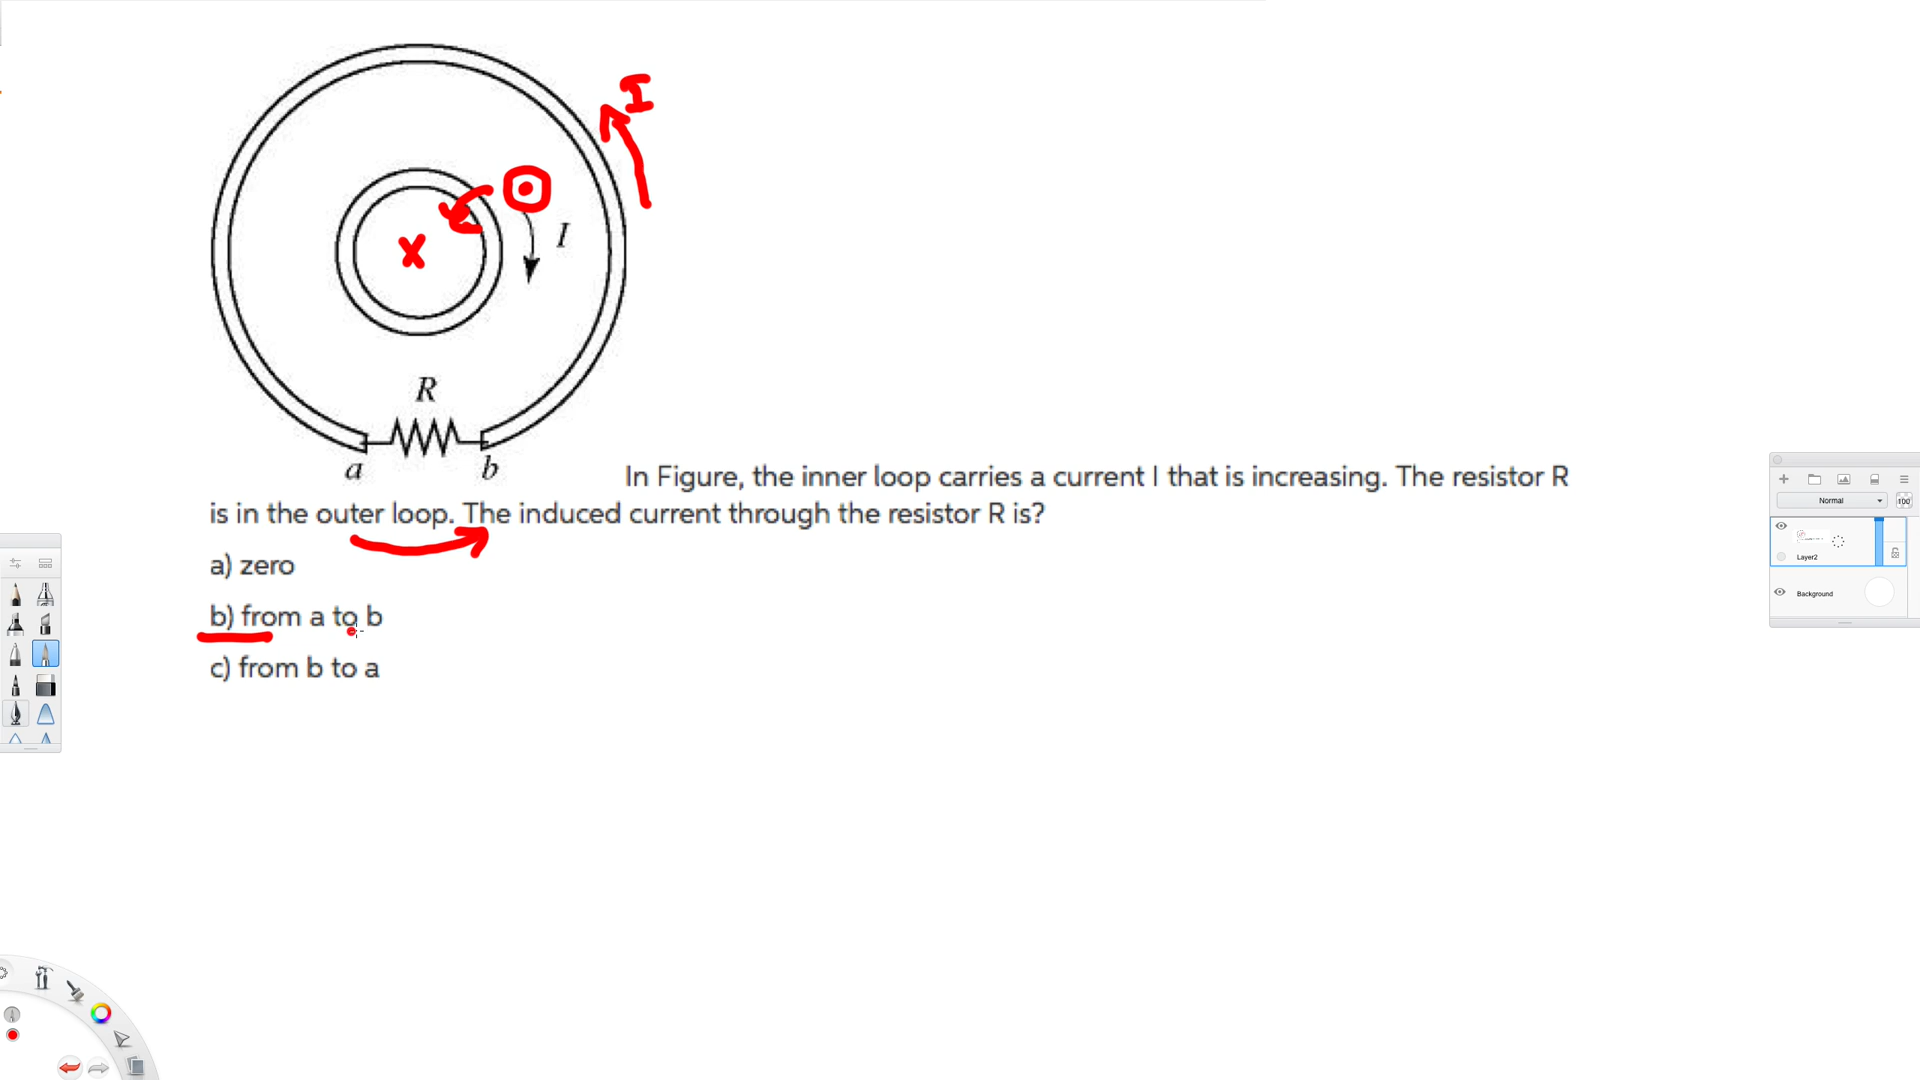 I
I
X
R
a b
In Figure, the inner loop carries a current I that is increasing. The resistor R
is in the outer loop. The induced current through the resistor R is?
a) zero
b) from a to b
c) from b to a
Normal
100
Layer2
Background